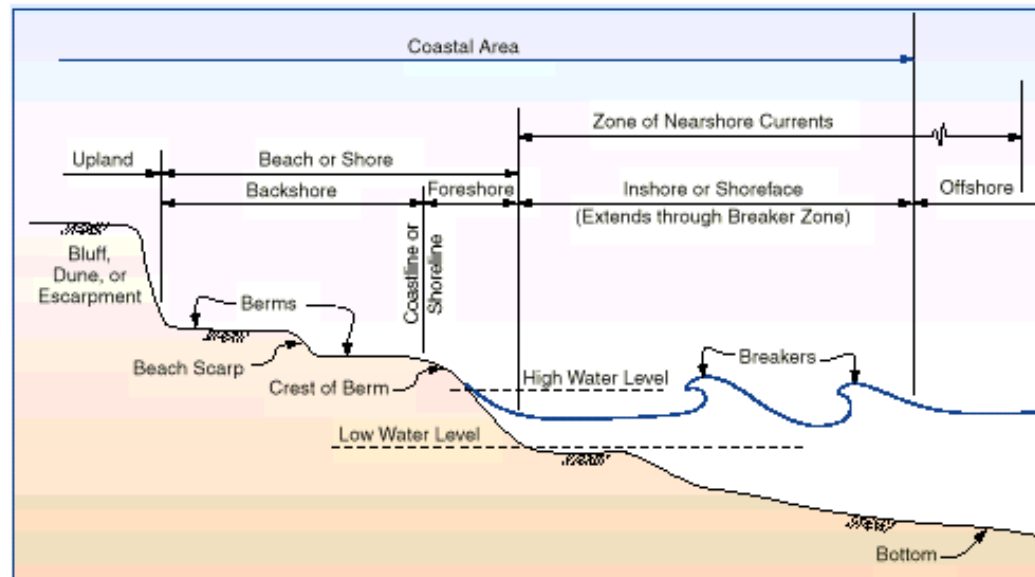 Coastal Area
Zone of Nearshore Currents
Upland
Beach or Shore
Backshore
Foreshore
Inshore or Shoreface
(Extends through Breaker Zone)
Offshore
Bluff,
Dune, or
Escarpment
Coastline or
Shoreline
Berms
Beach Scarp
Crest of Berm
High Water Level
Breakers
Low Water Level
Bottom